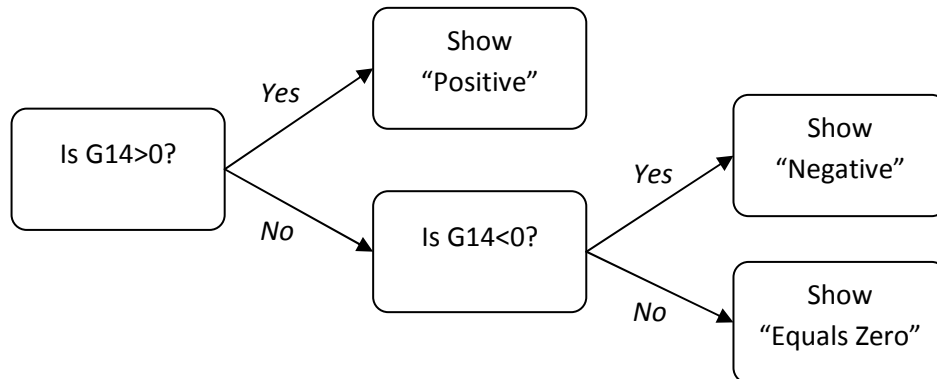 Show
“Positive”
Yes
Is G14>0?
No
Show
“Negative”
Yes
Is G14<0?
No
Show
“Equals Zero”